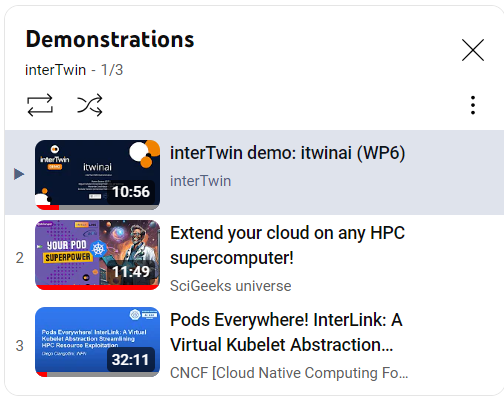 Demonstrations
interTwin - 1/3
interTwin
itwinai
10:56
interTwin demo: itwinai (WP6)
interTwin
2
YOUR POD
SUPERPOWER
11:49
Extend your cloud on any HPC
supercomputer!
SciGeeks universe
3
Pods Everywhere! InterLink: A Virtual
Kubelet Abstraction Streamlining
HPC Resource Exploitation
Diego Ciangottini, INFN
32:11
Pods Everywhere! InterLink: A
Virtual Kubelet Abstraction...
CNCF [Cloud Native Computing Fo...